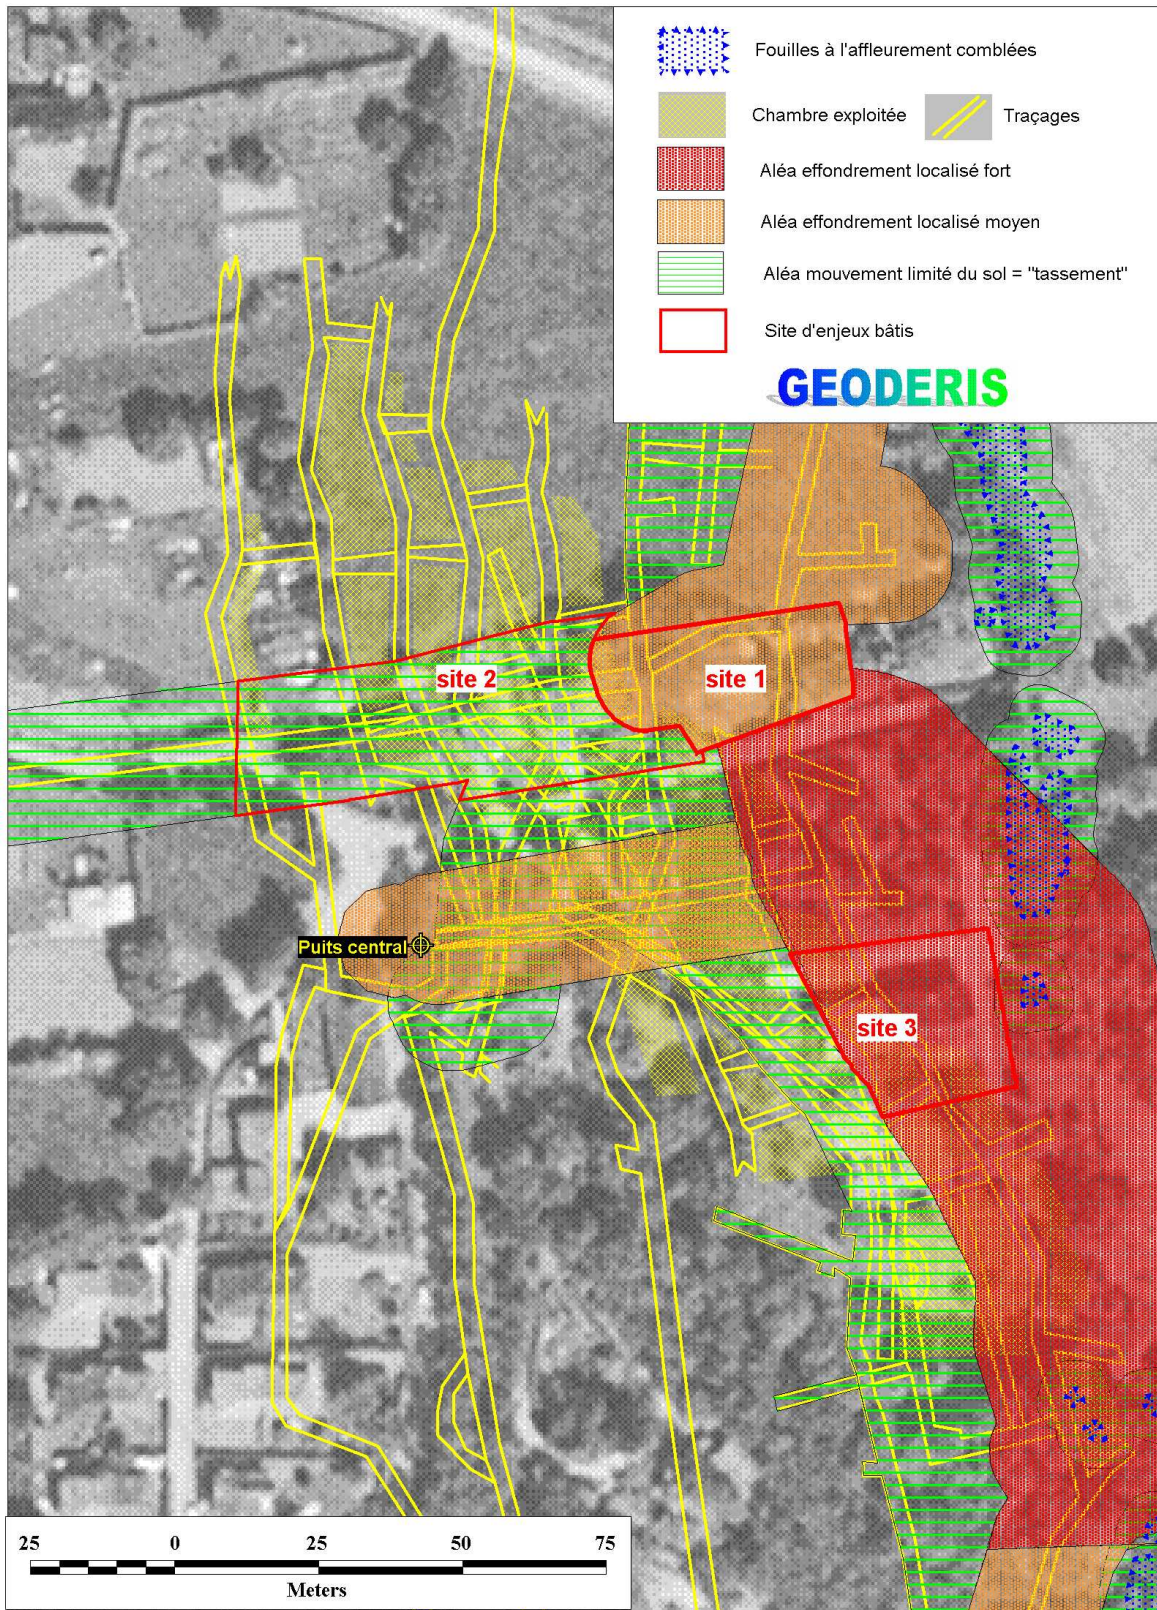 Fouilles à l'affleurement comblées
Chambre exploitée
Traçages
Aléa effondrement localisé fort
Aléa effondrement localisé moyen
Aléa mouvement limité du sol = "tassement"
Site d'enjeux bâtis
GEODERIS
site 2
site 1
Puits central
site 3
25 0 25 50 75
Meters